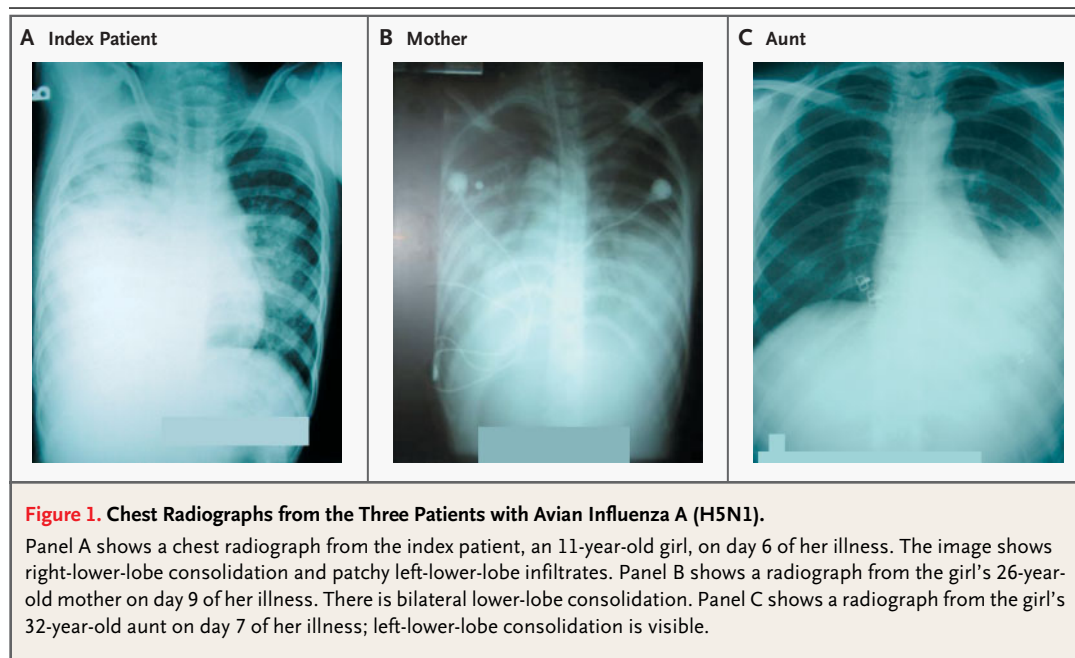 A Index Patient
B Mother
C Aunt
Figure 1. Chest Radiographs from the Three Patients with Avian Influenza A (H5N1).
Panel A shows a chest radiograph from the index patient, an 11-year-old girl, on day 6 of her illness. The image shows
right-lower-lobe consolidation and patchy left-lower-lobe infiltrates. Panel B shows a radiograph from the girl's 26-year-
old mother on day 9 of her illness. There is bilateral lower-lobe consolidation. Panel C shows a radiograph from the girl's
32-year-old aunt on day 7 of her illness; left-lower-lobe consolidation is visible.